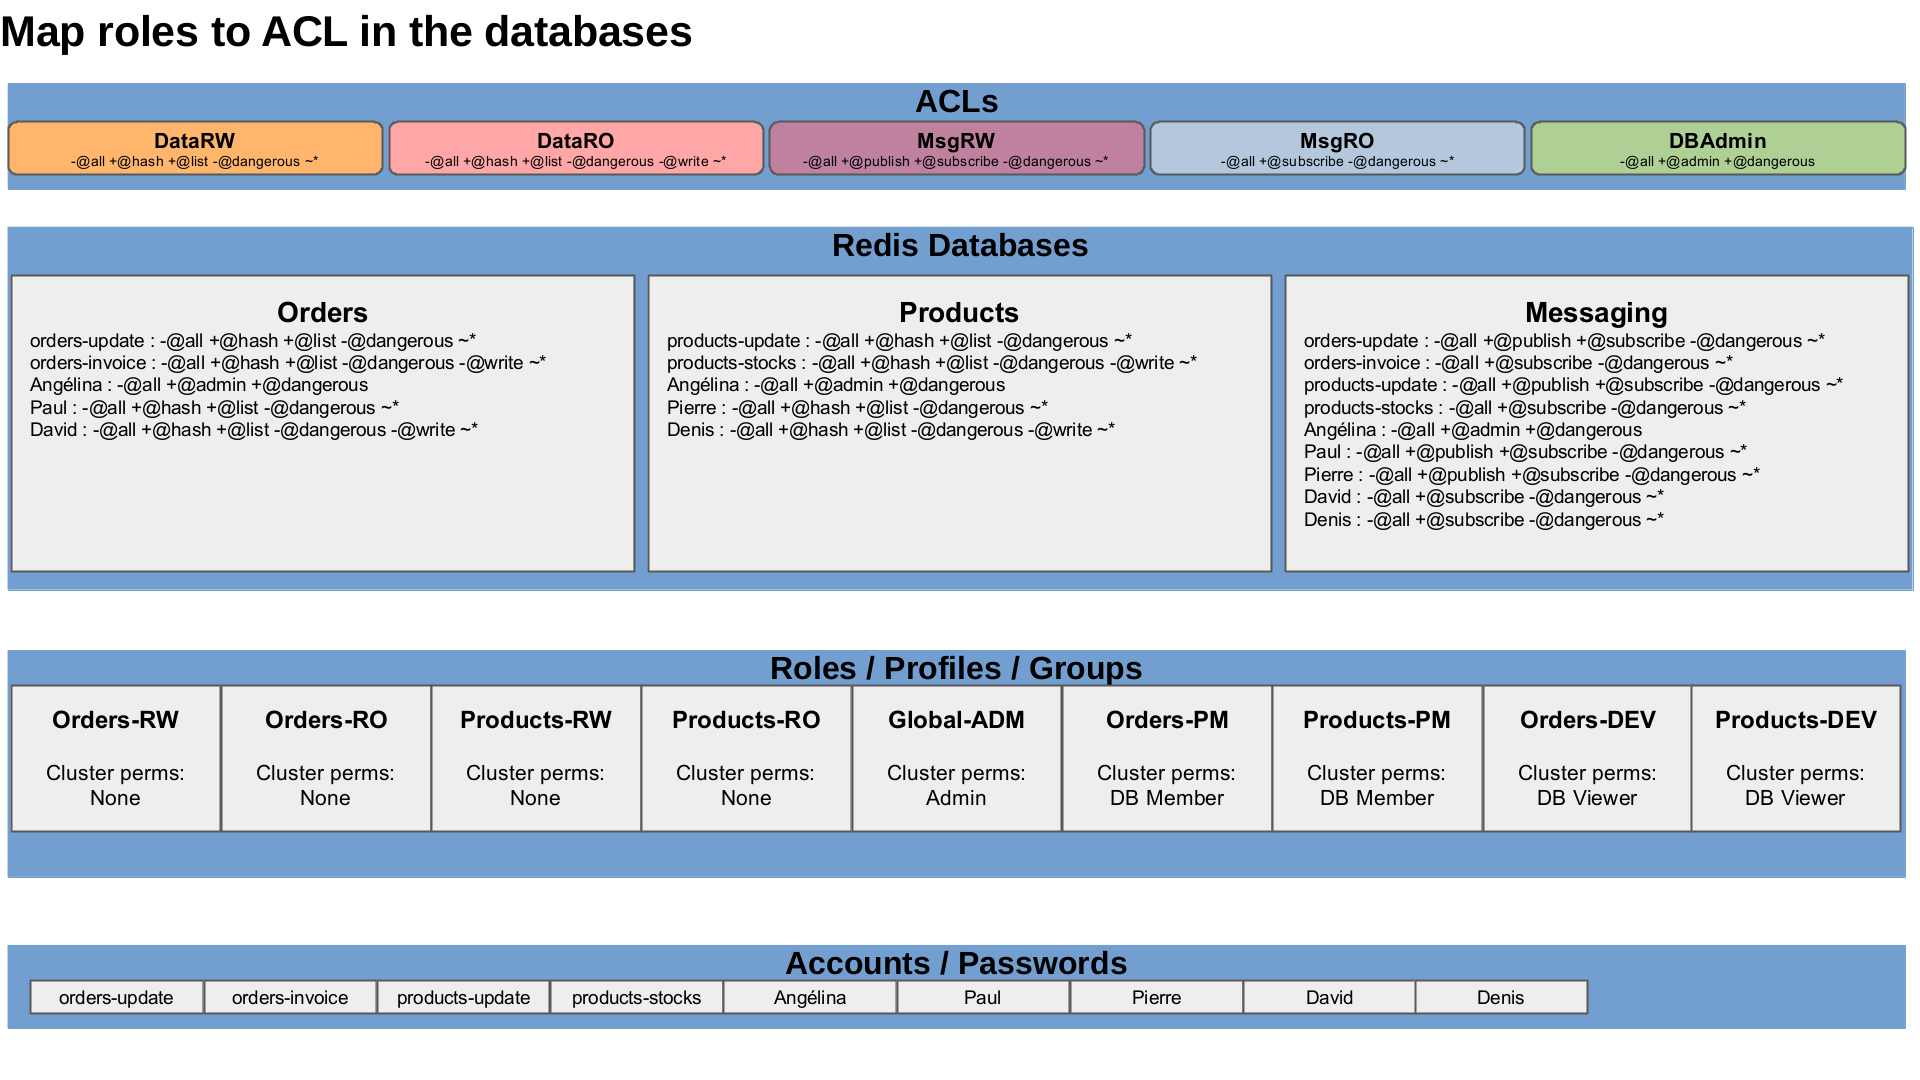 Map roles to ACL in the databases
ACLs
DataRW
-@all +@hash +@list -@dangerous ~*
DataRO
-@all +@hash +@list -@dangerous -@write ~*
MsgRW
-@all +@publish +@subscribe -@dangerous ~*
MsgRO
-@all +@subscribe -@dangerous ~*
DBAdmin
-@all +@admin +@dangerous
Redis Databases
Orders
orders-update : -@all +@hash +@list -@dangerous ~*
orders-invoice : -@all +@hash +@list -@dangerous -@write ~*
Angélina : -@all +@admin +@dangerous
Paul : -@all +@hash +@list -@dangerous ~*
David : -@all +@hash +@list -@dangerous -@write ~*
Products
products-update : -@all +@hash +@list -@dangerous ~*
products-stocks : -@all +@hash +@list -@dangerous -@write ~*
Angélina : -@all +@admin +@dangerous
Pierre : -@all +@hash +@list -@dangerous ~*
Denis : -@all +@hash +@list -@dangerous -@write ~*
Messaging
orders-update : -@all +@publish +@subscribe -@dangerous ~*
orders-invoice : -@all +@subscribe -@dangerous ~*
products-update : -@all +@publish +@subscribe -@dangerous ~*
products-stocks : -@all +@subscribe -@dangerous ~*
Angélina : -@all +@admin +@dangerous
Paul : -@all +@publish +@subscribe -@dangerous ~*
Pierre : -@all +@publish +@subscribe -@dangerous ~*
David : -@all +@subscribe -@dangerous ~*
Denis : -@all +@subscribe -@dangerous ~*
Roles / Profiles / Groups
Orders-RW
Cluster perms:
None
Orders-RO
Cluster perms:
None
Products-RW
Cluster perms:
None
Products-RO
Cluster perms:
None
Global-ADM
Cluster perms:
Admin
Orders-PM
Cluster perms:
DB Member
Products-PM
Cluster perms:
DB Member
Orders-DEV
Cluster perms:
DB Viewer
Products-DEV
Cluster perms:
DB Viewer
Accounts / Passwords
orders-update
orders-invoice
products-update
products-stocks
Angélina
Paul
Pierre
David
Denis